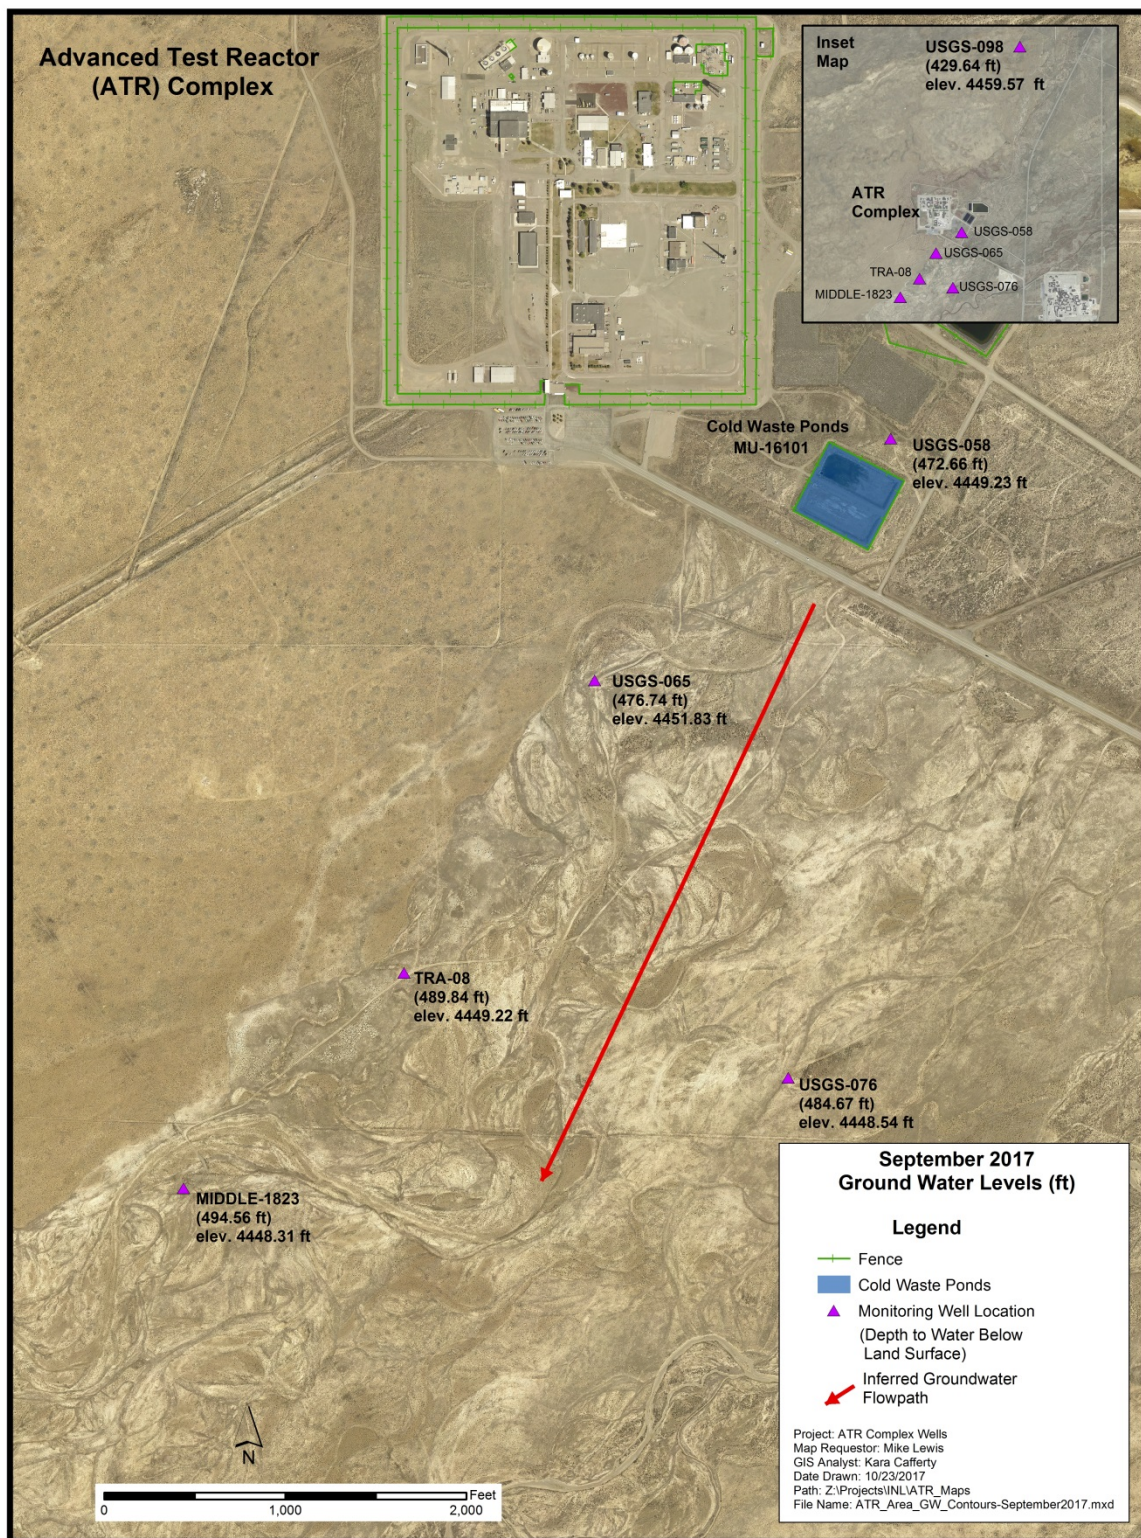 Advanced Test Reactor
(ATR) Complex
Inset
Map
USGS-098
(429.64 ft)
elev. 4459.57 ft
ATR
Complex
USGS-058
USGS-065
TRA-08
USGS-076
MIDDLE-1823
Cold Waste Ponds
MU-16101
USGS-058
(472.66 ft)
elev. 4449.23 ft
USGS-065
(476.74 ft)
elev. 4451.83 ft
TRA-08
(489.84 ft)
elev. 4449.22 ft
USGS-076
(484.67 ft)
elev. 4448.54 ft
MIDDLE-1823
(494.56 ft)
elev. 4448.31 ft
September 2017
Ground Water Levels (ft)
Legend
Fence
Cold Waste Ponds
Monitoring Well Location
(Depth to Water Below
Land Surface)
Inferred Groundwater
Flowpath
Project: ATR Complex Wells
Map Requestor: Mike Lewis
GIS Analyst: Kara Cafferty
Date Drawn: 10/23/2017
Path: Z:\Projects\INL\ATR_Maps
File Name: ATR_Area_GW_Contours-September2017.mxd
N
Feet
0 1,000 2,000